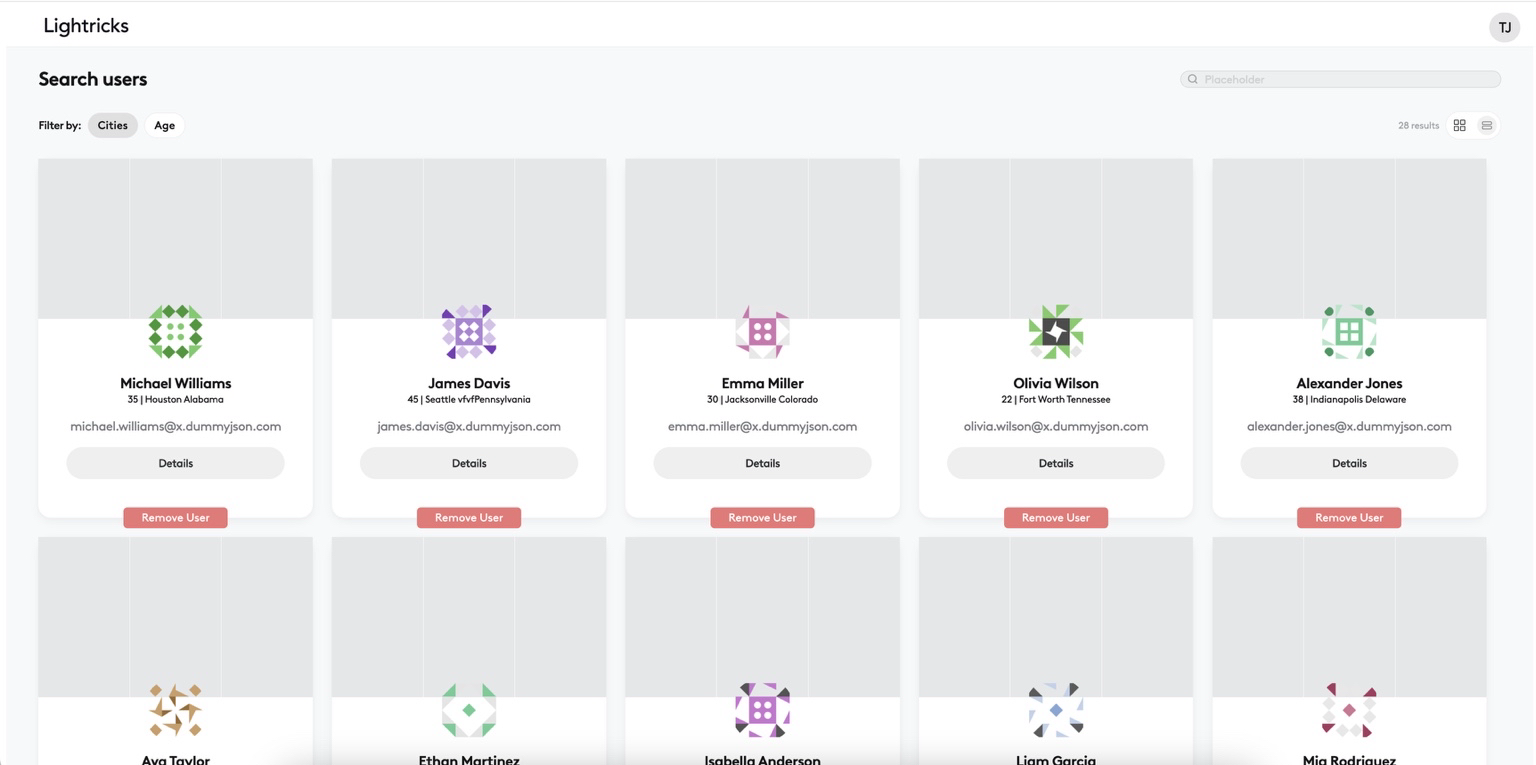 Lightricks
TJ
Search users
Placeholder
Filter by: Cities Age
28 results
Michael Williams
35 | Houston Alabama
michael.williams@x.dummyjson.com
Details
Remove User
James Davis
45 | Seattle vfvfPennsylvania
james.davis@x.dummyjson.com
Details
Remove User
Emma Miller
30 | Jacksonville Colorado
emma.miller@x.dummyjson.com
Details
Remove User
Olivia Wilson
22 | Fort Worth Tennessee
olivia.wilson@x.dummyjson.com
Details
Remove User
Alexander Jones
38 | Indianapolis Delaware
alexander.jones@x.dummyjson.com
Details
Remove User
Ava Taylor
Ethan Martinez
Isabella Anderson
Liam Garcia
Mia Rodriguez